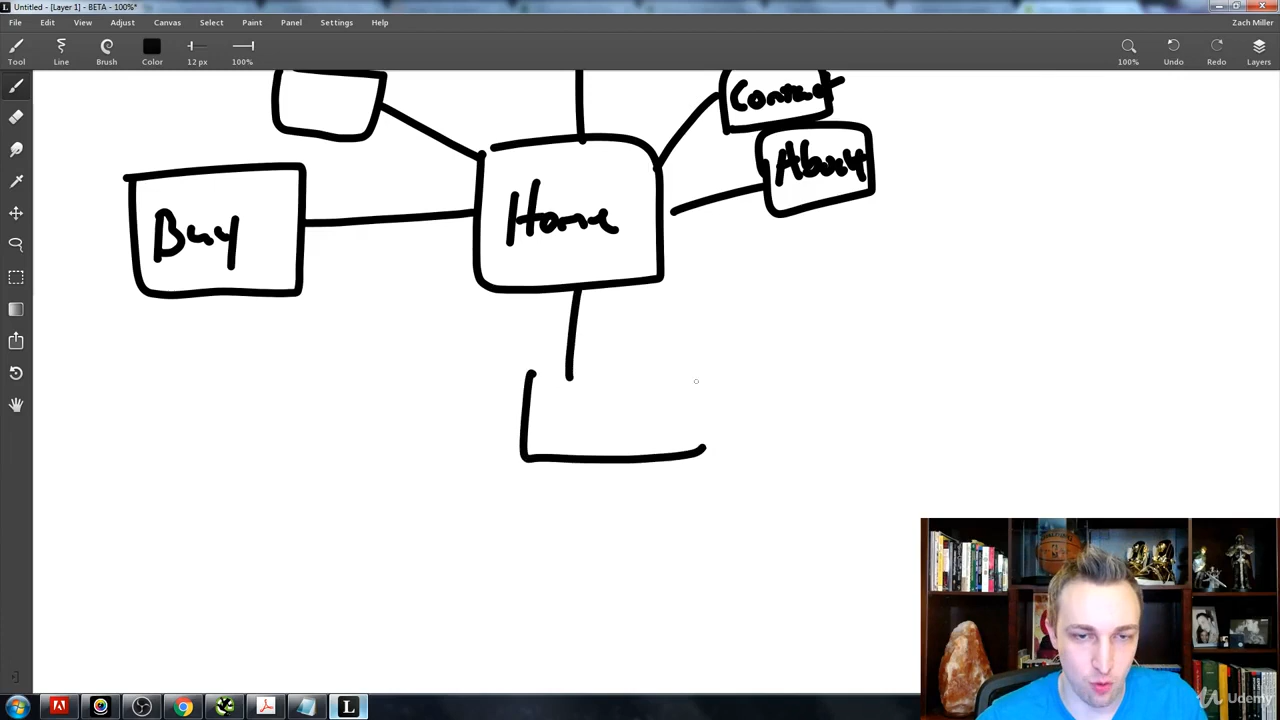 Untitled - [Layer 1] - BETA - 100%*
File Edit View Adjust Canvas Select Paint Panel Settings Help
Zach Miller
Tool Line Brush Color 12 px 100%
100% Undo Redo Layers
Contact
About
Home
Buy
Udemy